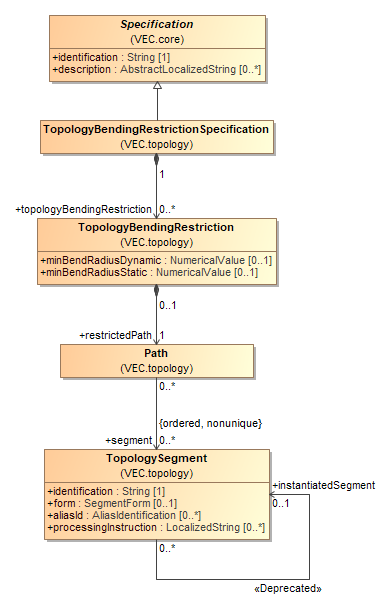 Specification
(VEC.core)
+identification : String [1]
+description : AbstractLocalizedString [0..*]
TopologyBendingRestrictionSpecification
(VEC.topology)
1
+topologyBendingRestriction 0..*
TopologyBendingRestriction
(VEC.topology)
+minBendRadiusDynamic : NumericalValue [0..1]
+minBendRadiusStatic : NumericalValue [0..1]
0..1
+restrictedPath 1
Path
(VEC.topology)
0..*
{ordered, nonunique}
+segment 0..*
TopologySegment
(VEC.topology)
+identification : String [1]
+form : SegmentForm [0..1]
+aliasId : AliasIdentification [0..*]
+processingInstruction : LocalizedString [0..*]
+instantiatedSegment
0..1
0..*
«Deprecated»